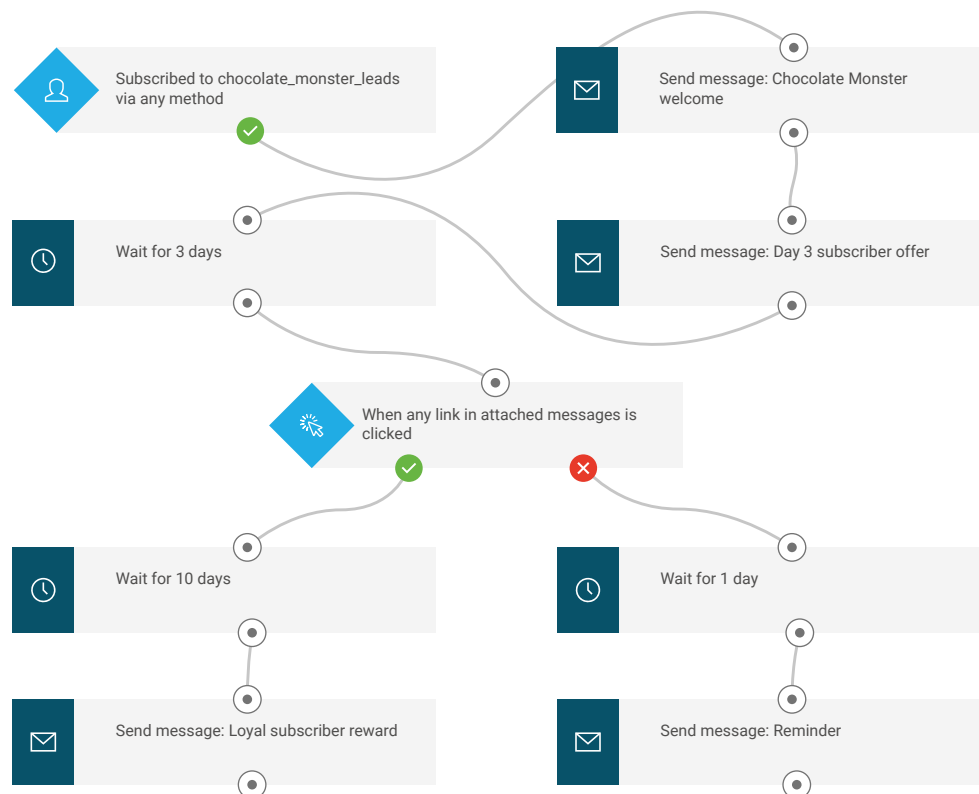 Subscribed to chocolate_monster_leads
via any method
Send message: Chocolate Monster
welcome
Wait for 3 days
Send message: Day 3 subscriber offer
When any link in attached messages is
clicked
Wait for 10 days
Wait for 1 day
Send message: Loyal subscriber reward
Send message: Reminder